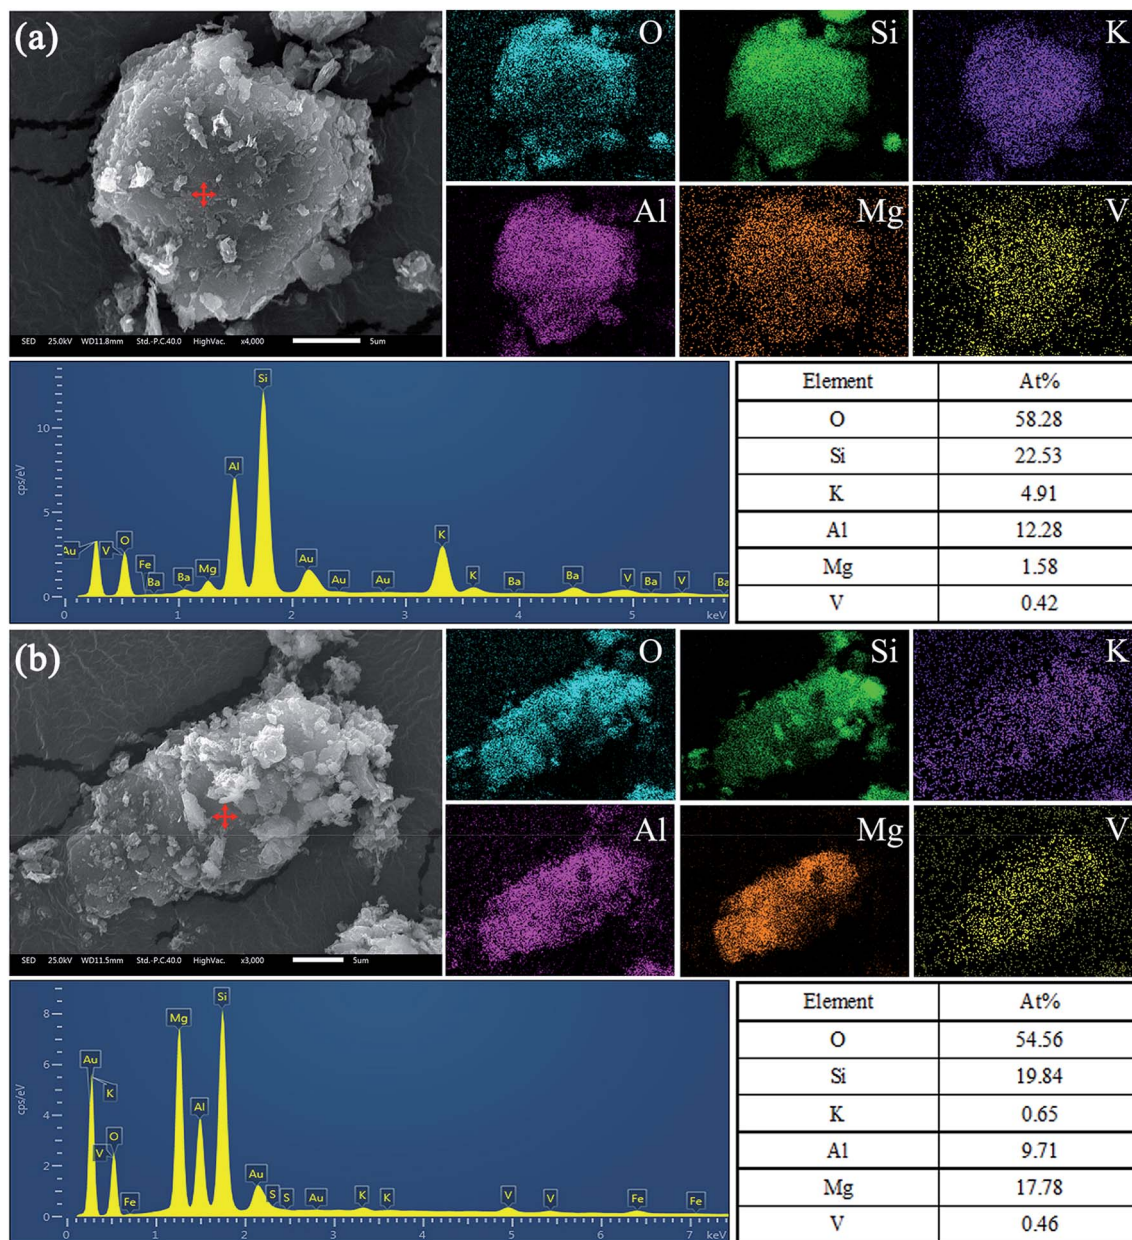 (a)
O
Si
K
Al
Mg
V
SED 25.0kV WD11.8mm Std.-P.C.40.0 HighVac. x4,000 5um
cps/eV
10
5
0
Au V O Fe Ba Ba Mg Al Si Au Au Au K K Ba Ba V Ba V Ba
0 1 2 3 4 5 keV
Element At%
O 58.28
Si 22.53
K 4.91
Al 12.28
Mg 1.58
V 0.42
(b)
O
Si
K
Al
Mg
V
SED 25.0kV WD11.5mm Std.-P.C.40.0 HighVac. x3,000 5um
cps/eV
8
6
4
2
0
Au K V O Fe Mg Al Si Au S S Au K K V V Fe Fe
0 1 2 3 4 5 6 7 keV
Element At%
O 54.56
Si 19.84
K 0.65
Al 9.71
Mg 17.78
V 0.46